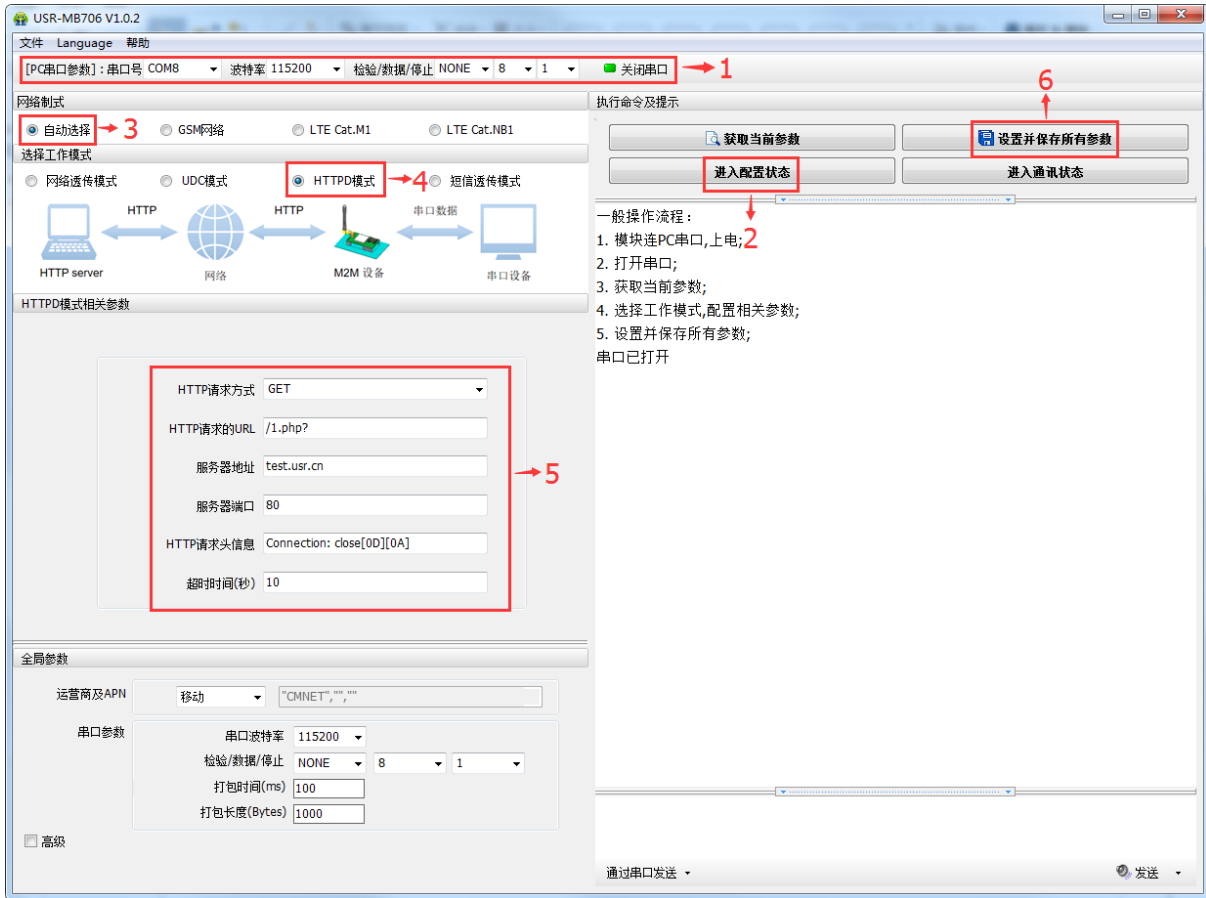 USR-MB706 V1.0.2
文件 Language 帮助
[PC串口参数]：串口号 COM8 波特率 115200 检验/数据/停止 NONE 8 1 关闭串口 1
网络制式
自动选择 3 GSM网络 LTE Cat.M1 LTE Cat.NB1
选择工作模式
网络透传模式 UDC模式 HTTPD模式 4 短信透传模式
HTTP HTTP 串口数据
HTTP server 网络 M2M 设备 串口设备
HTTPD模式相关参数
HTTP请求方式 GET
HTTP请求的URL /1.php?
服务器地址 test.usr.cn
服务器端口 80
HTTP请求头信息 Connection: close[0D][0A]
超时时间(秒) 10
5
全局参数
运营商及APN 移动 "CMNET","",""
串口参数
串口波特率 115200
检验/数据/停止 NONE 8 1
打包时间(ms) 100
打包长度(Bytes) 1000
高级
6
执行命令及提示
获取当前参数 设置并保存所有参数
进入配置状态 进入通讯状态
2
一般操作流程：
1. 模块连PC串口,上电;
2. 打开串口;
3. 获取当前参数;
4. 选择工作模式,配置相关参数;
5. 设置并保存所有参数;
串口已打开
通过串口发送 发送